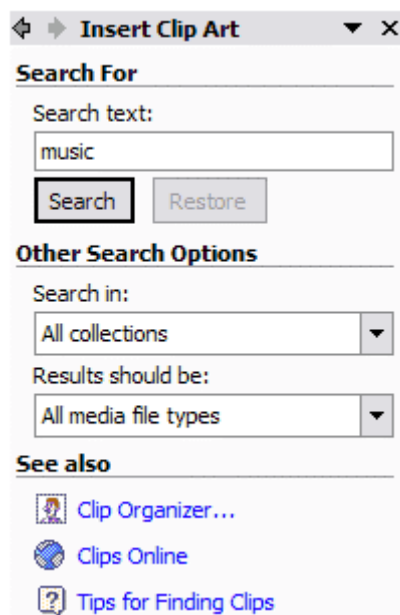 Insert Clip Art
Search For
Search text:
music
Search Restore
Other Search Options
Search in:
All collections
Results should be:
All media file types
See also
Clip Organizer...
Clips Online
Tips for Finding Clips